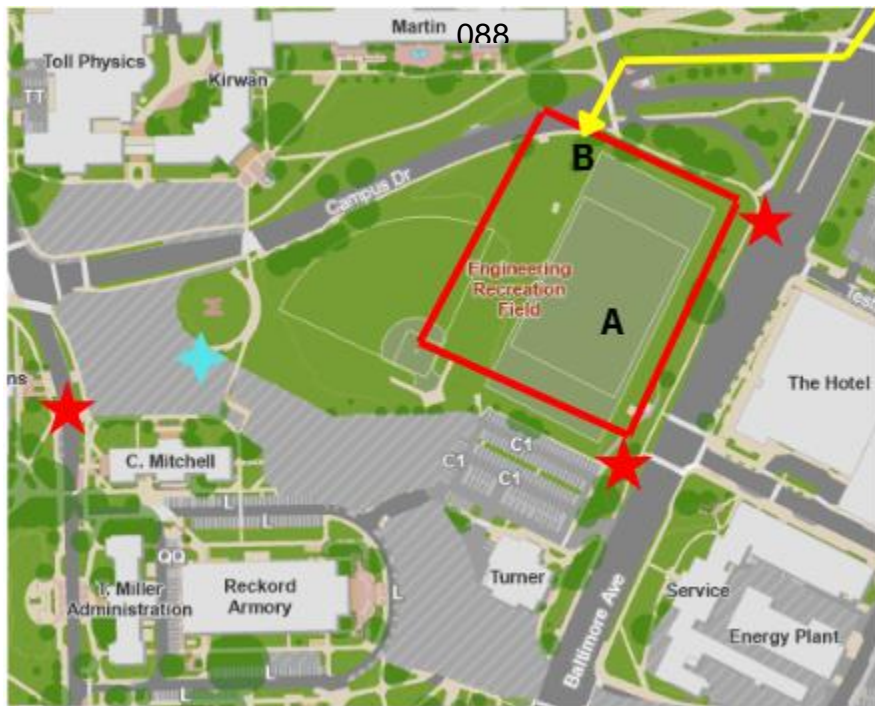 Martin
088
Toll Physics
TT
Kirwan
B
Campus Dr
Engineering
Recreation
Field
A
Test
ns
The Hotel
C. Mitchell
C1
C1
C1
L
L
QQ
T. Miller
Administration
Reckord
Armory
L
Turner
Service
Energy Plant
Baltimore Ave
L
L